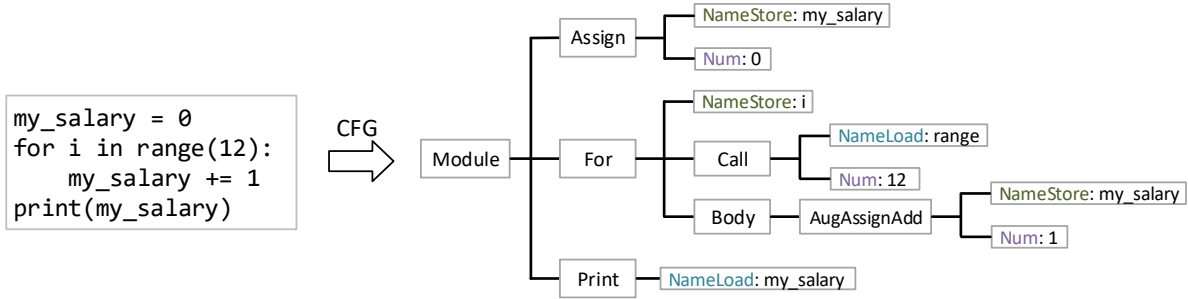 my_salary = 0
for i in range(12):
    my_salary += 1
print(my_salary)
CFG
Module
Assign
NameStore: my_salary
Num: 0
For
NameStore: i
Call
NameLoad: range
Num: 12
Body
AugAssignAdd
NameStore: my_salary
Num: 1
Print
NameLoad: my_salary